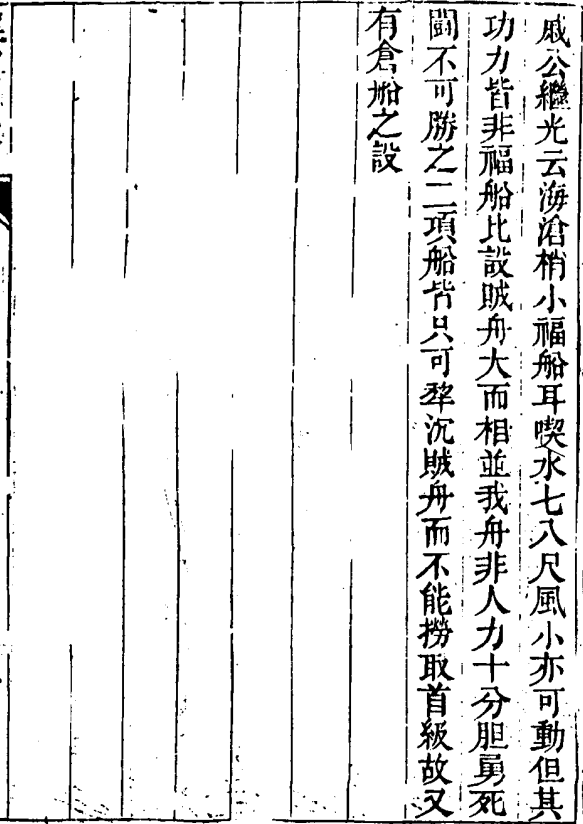 戚公繼光云海滄梢小福船耳喫水七八尺風小亦可動但其
功力皆非福船比設賊舟大而相並我舟非人力十分胆勇死
鬬不可勝之二項船皆只可犂沉賊舟而不能撈取首級故又
有倉船之設